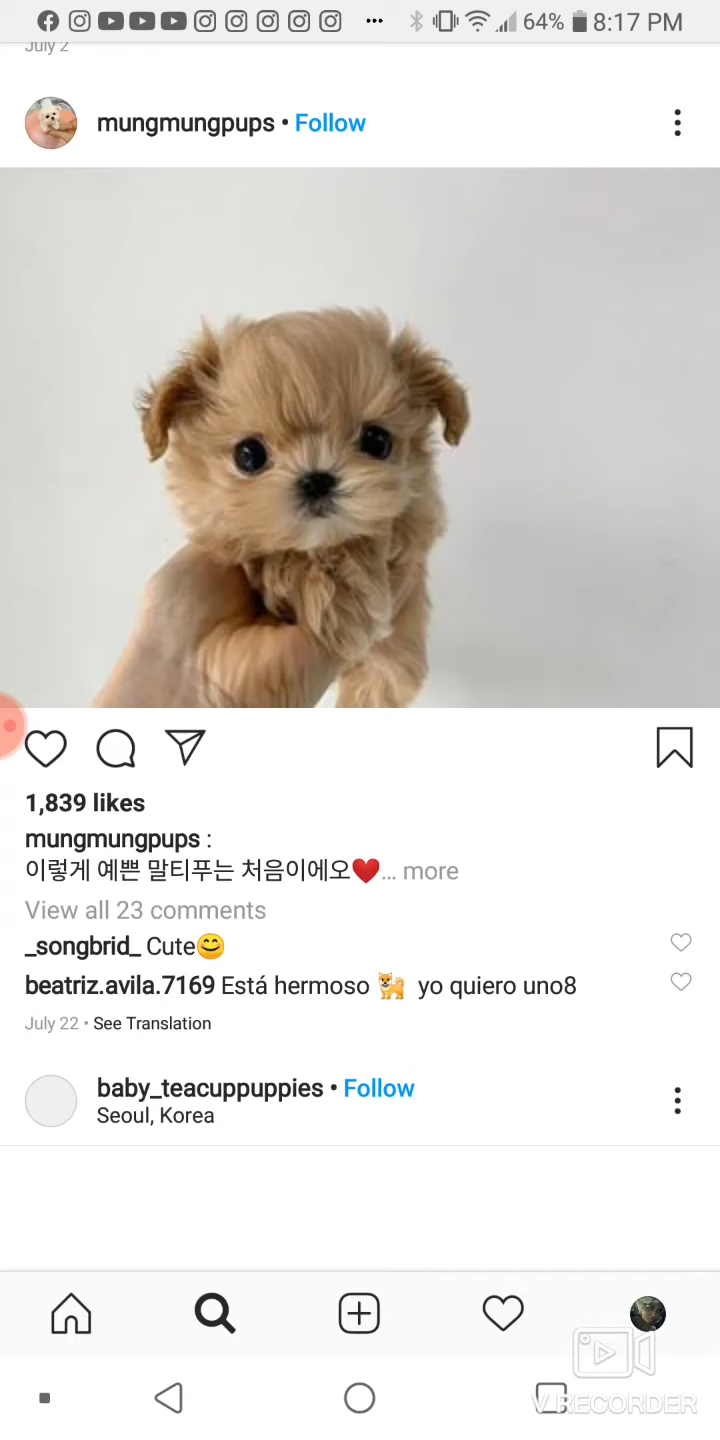 64% 8:17 PM
July 2
mungmungpups • Follow
1,839 likes
mungmungpups :
이렇게 예쁜 말티푸는 처음이에오❤️... more
View all 23 comments
_songbrid_ Cute😊
beatriz.avila.7169 Está hermoso 🐕 yo quiero uno8
July 22 • See Translation
baby_teacuppuppies • Follow
Seoul, Korea
V RECORDER